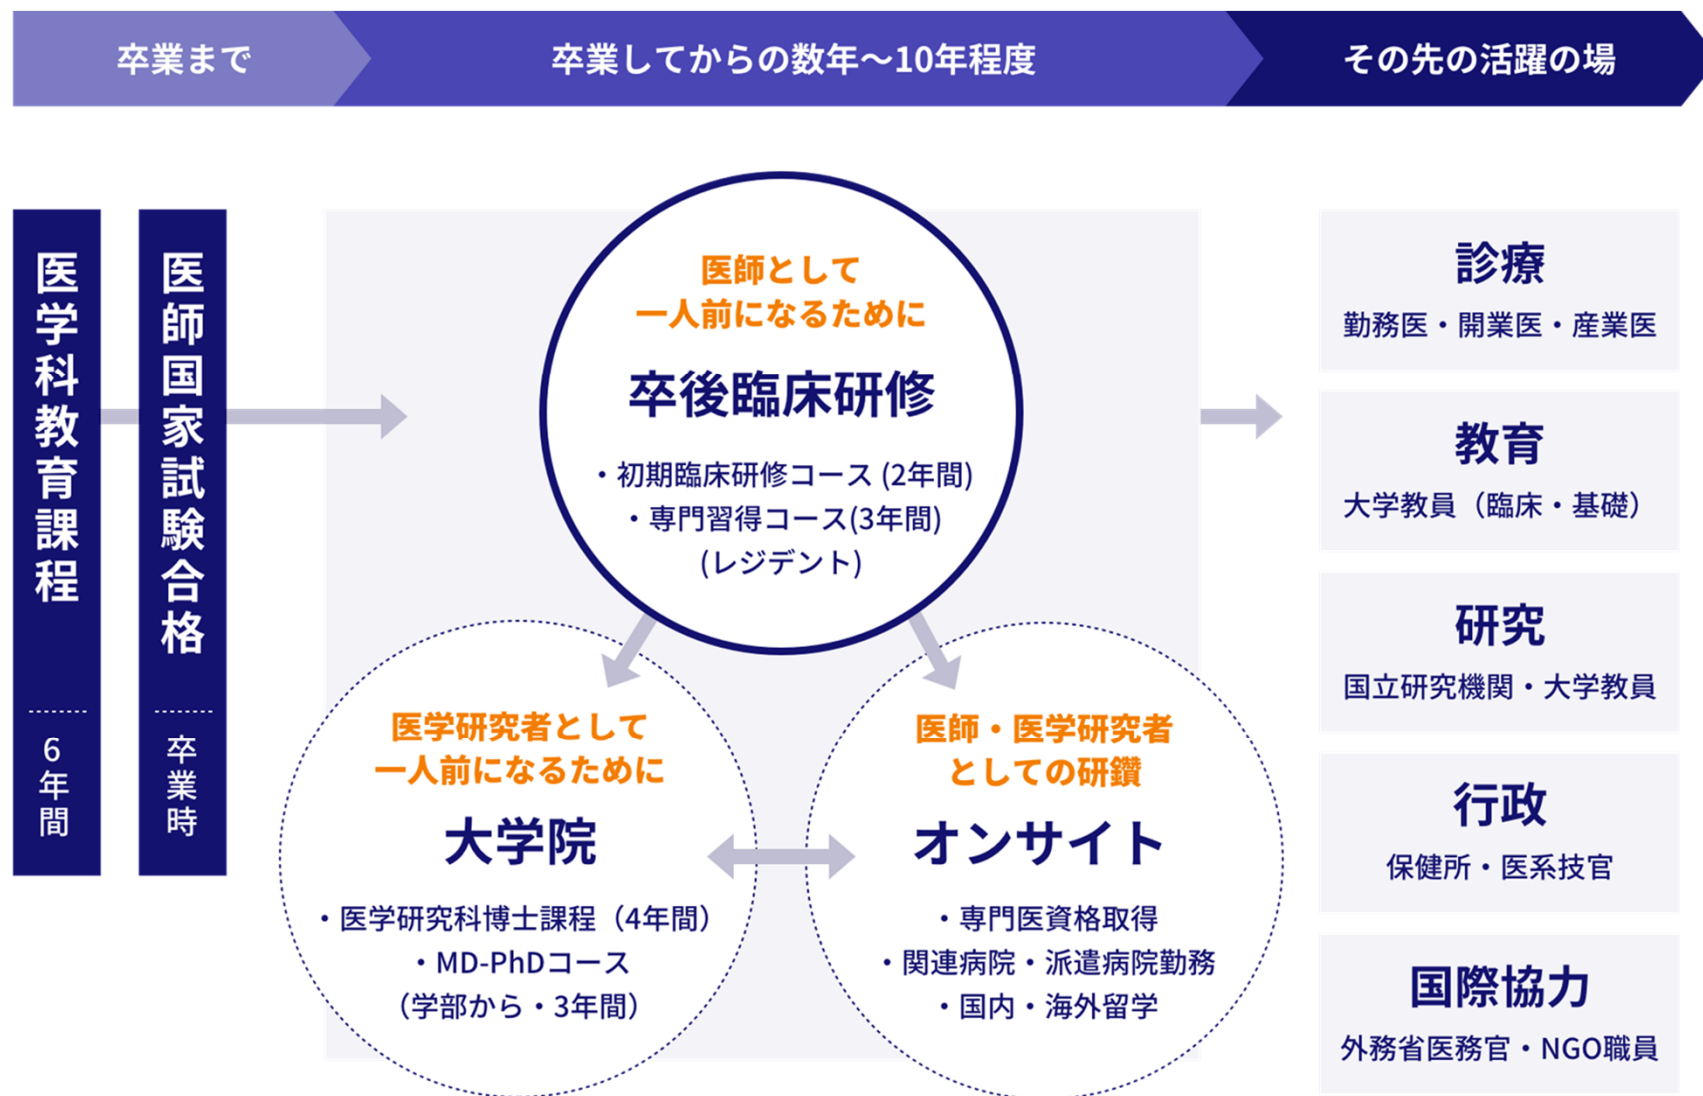 卒業まで
卒業してからの数年～10年程度
その先の活躍の場
医学科教育課程
6年間
医師国家試験合格
卒業時
医師として
一人前になるために
卒後臨床研修
・初期臨床研修コース (2年間)
・専門習得コース(3年間)
(レジデント)
医学研究者として
一人前になるために
大学院
・医学研究科博士課程（4年間）
・MD-PhDコース
（学部から・3年間）
医師・医学研究者
としての研鑽
オンサイト
・専門医資格取得
・関連病院・派遣病院勤務
・国内・海外留学
診療
勤務医・開業医・産業医
教育
大学教員（臨床・基礎）
研究
国立研究機関・大学教員
行政
保健所・医系技官
国際協力
外務省医務官・NGO職員